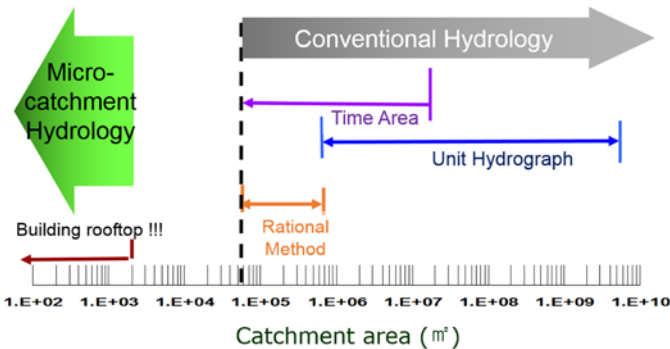 Conventional Hydrology
Micro-
catchment
Hydrology
Time Area
Unit Hydrograph
Rational
Method
Building rooftop !!!
1.E+02 1.E+03 1.E+04 1.E+05 1.E+06 1.E+07 1.E+08 1.E+09 1.E+10
Catchment area (㎡)